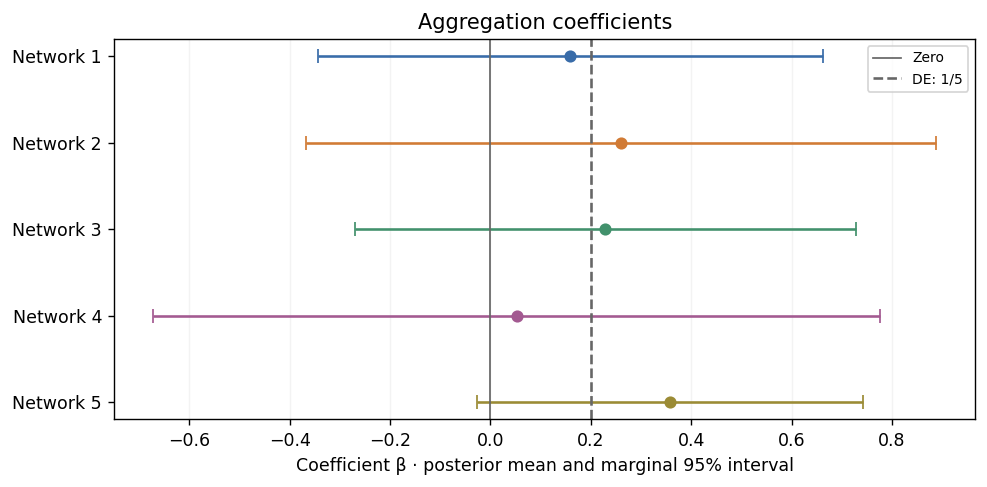 Aggregation coefficients
Network 1
Network 2
Network 3
Network 4
Network 5
Zero
DE: 1/5
−0.6 −0.4 −0.2 0.0 0.2 0.4 0.6 0.8
Coefficient β · posterior mean and marginal 95% interval